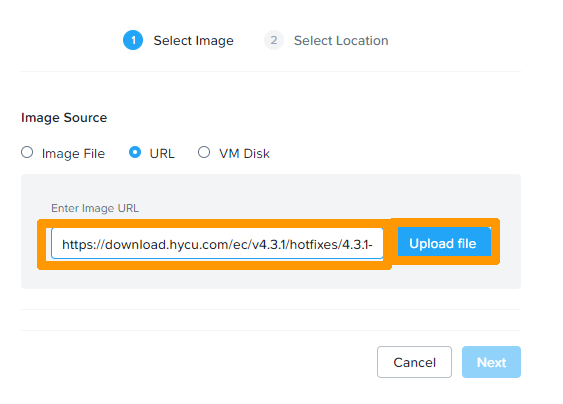 1 Select Image 2 Select Location
Image Source
Image File URL VM Disk
Enter Image URL
https://download.hycu.com/ec/v4.3.1/hotfixes/4.3.1- Upload file
Cancel Next